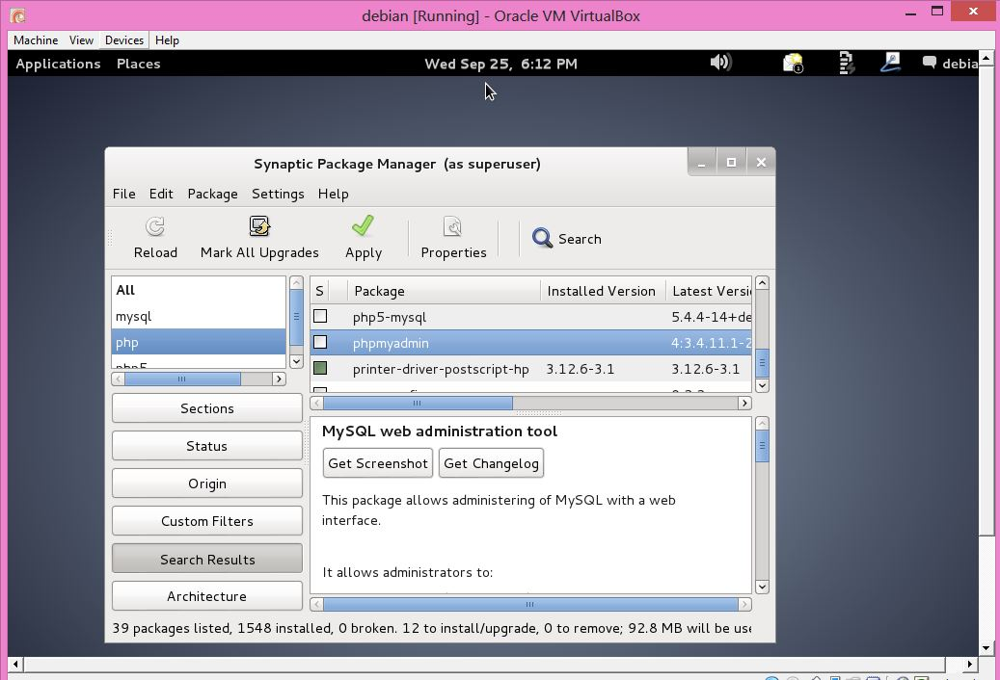 debian [Running] - Oracle VM VirtualBox
Machine View Devices Help
Applications Places Wed Sep 25, 6:12 PM 1 debia
Synaptic Package Manager (as superuser)
File Edit Package Settings Help
Reload Mark All Upgrades Apply Properties Search
All
mysql
php
php5
S Package Installed Version Latest Versi
php5-mysql 5.4.4-14+de
phpmyadmin 4:3.4.11.1-2
printer-driver-postscript-hp 3.12.6-3.1 3.12.6-3.1
Sections
Status
Origin
Custom Filters
Search Results
Architecture
MySQL web administration tool
Get Screenshot Get Changelog
This package allows administering of MySQL with a web
interface.
It allows administrators to:
39 packages listed, 1548 installed, 0 broken. 12 to install/upgrade, 0 to remove; 92.8 MB will be use